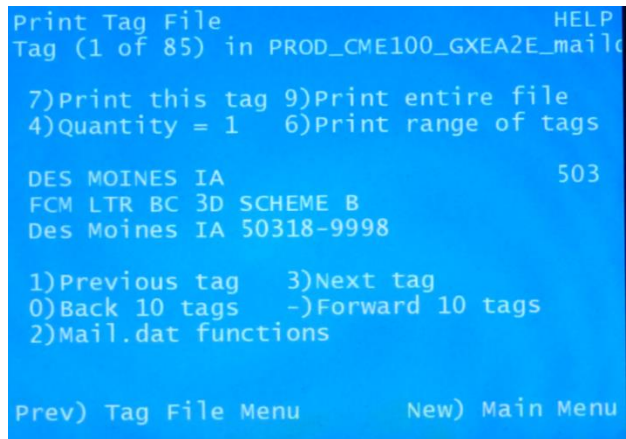 Print Tag File HELP
Tag (1 of 85) in PROD_CME100_GXEA2E_maild
7)Print this tag 9)Print entire file
4)Quantity = 1 6)Print range of tags
DES MOINES IA 503
FCM LTR BC 3D SCHEME B
Des Moines IA 50318-9998
1)Previous tag 3)Next tag
0)Back 10 tags -)Forward 10 tags
2)Mail.dat functions
Prev) Tag File Menu New) Main Menu